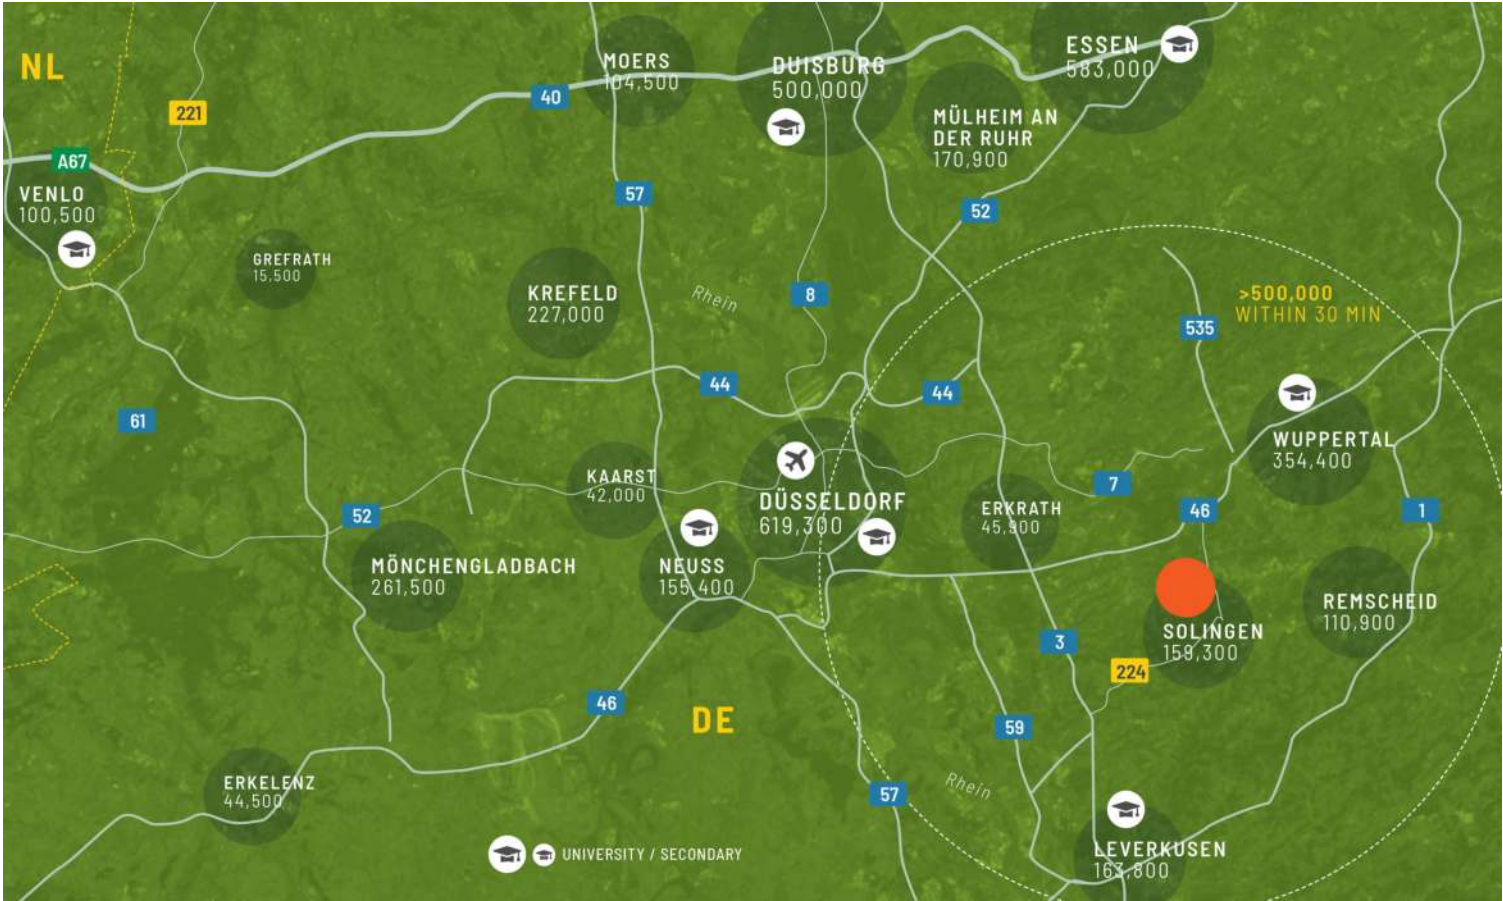 NL
221
A67
VENLO
100,500
40
MOERS
104,500
DUISBURG
500,000
ESSEN
583,000
MÜLHEIM AN
DER RUHR
170,900
57
52
GREFRATH
15,500
KREFELD
227,000
Rhein
8
>500,000
WITHIN 30 MIN
535
61
44
44
WUPPERTAL
354,400
KAARST
42,000
DÜSSELDORF
619,300
ERKRATH
45,900
7
46
1
52
MÖNCHENGLADBACH
261,500
NEUSS
155,400
SOLINGEN
159,300
REMSCHEID
110,900
3
224
46
DE
59
57
Rhein
ERKELENZ
44,500
LEVERKUSEN
163,800
UNIVERSITY / SECONDARY